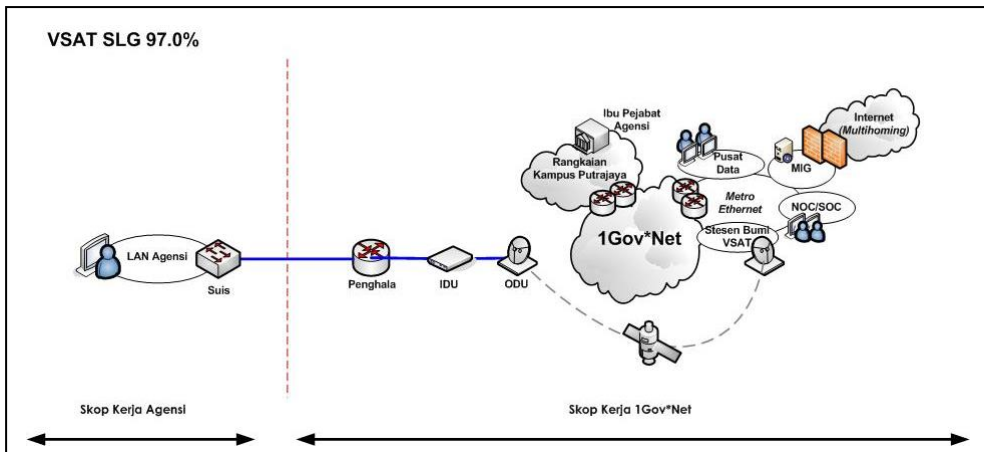 VSAT SLG 97.0%
Ibu Pejabat
Agensi
Rangkaian
Kampus Putrajaya
Pusat
Data
MIG
Internet
(Multihoming)
Metro
Ethernet
NOC/SOC
1Gov*Net
Stesen Bumi
VSAT
LAN Agensi
Suis
Penghala
IDU
ODU
Skop Kerja Agensi
Skop Kerja 1Gov*Net